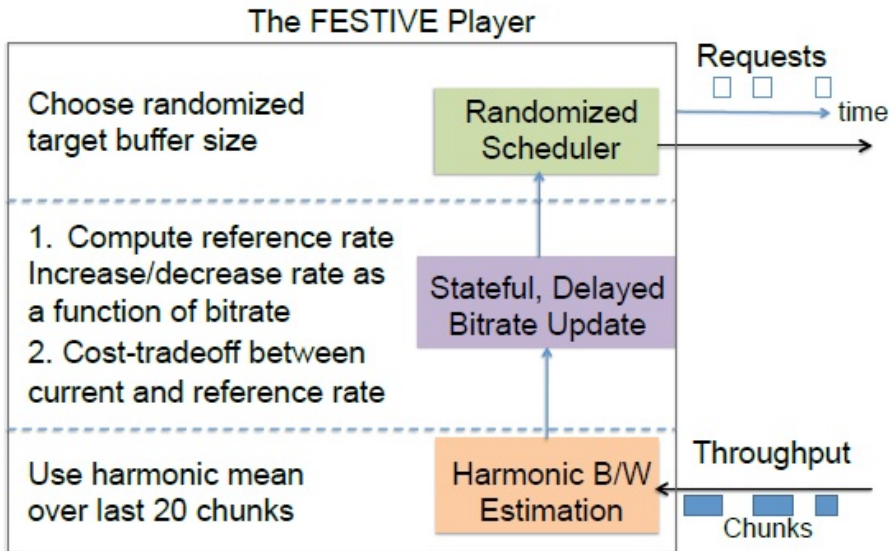 The FESTIVE Player
Requests
time
Choose randomized
target buffer size
Randomized
Scheduler
1. Compute reference rate
Increase/decrease rate as
a function of bitrate
2. Cost-tradeoff between
current and reference rate
Stateful, Delayed
Bitrate Update
Use harmonic mean
over last 20 chunks
Harmonic B/W
Estimation
Throughput
Chunks